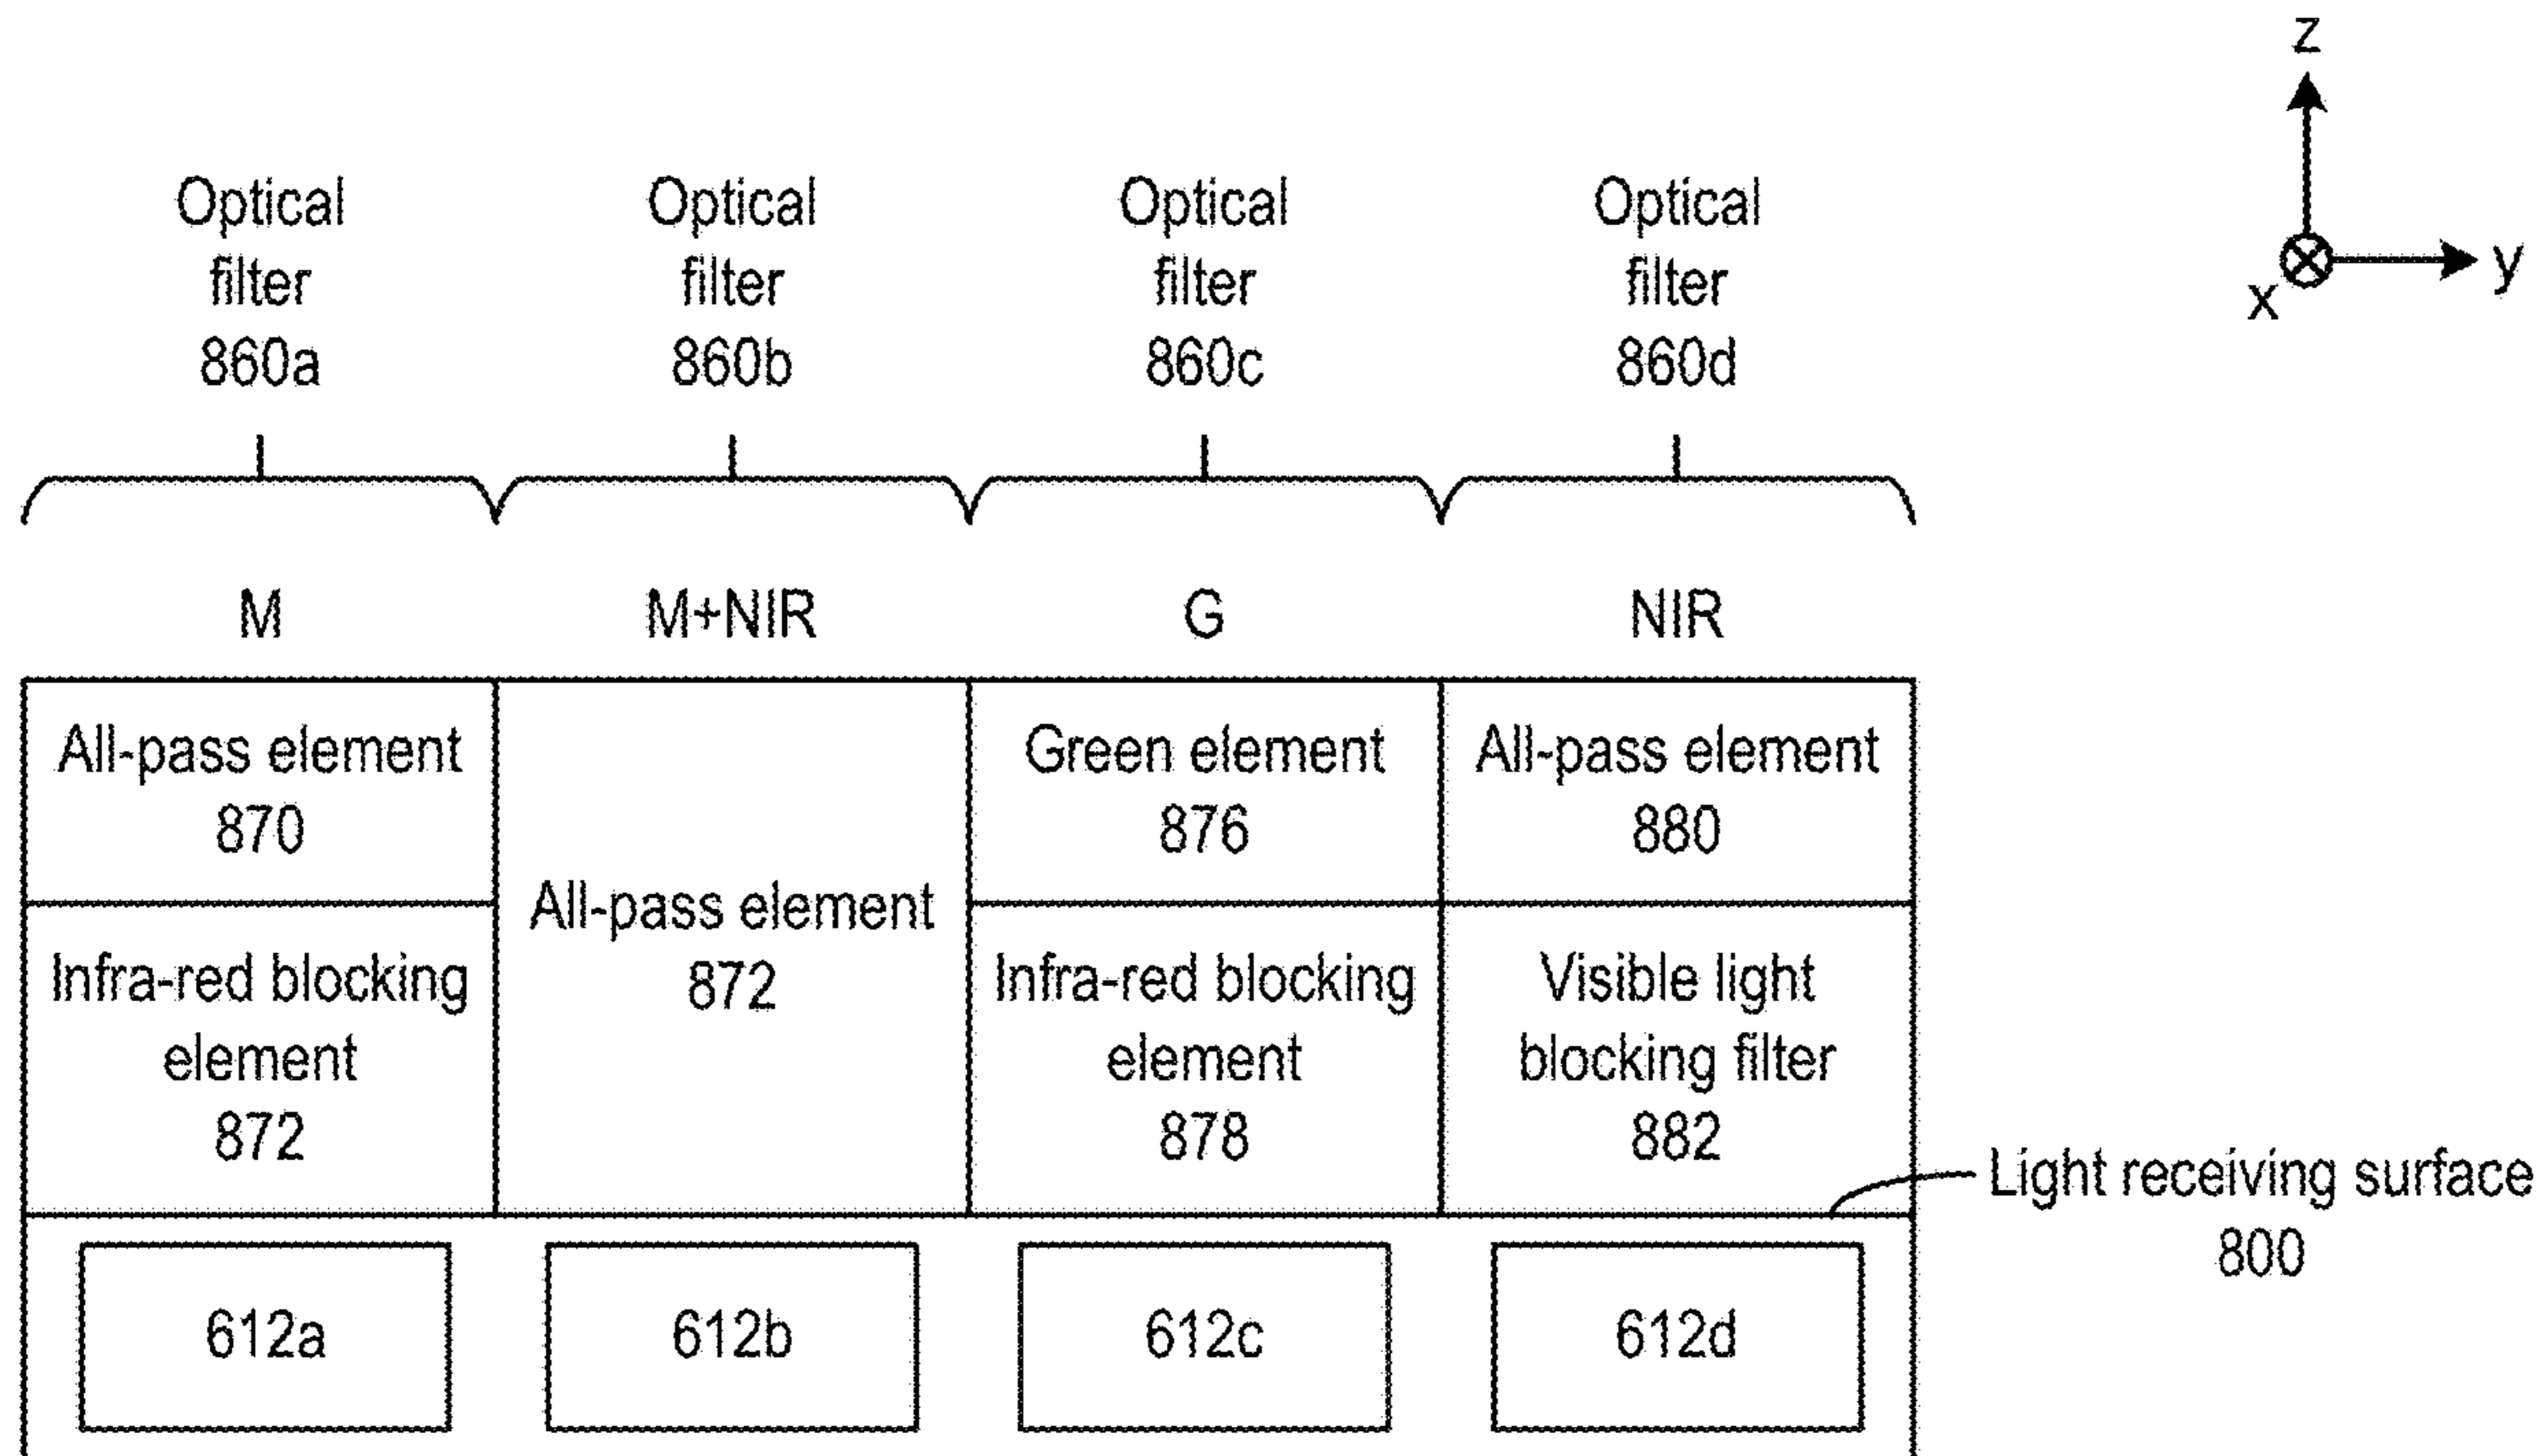 z
y
x
Optical
filter
860a
Optical
filter
860b
Optical
filter
860c
Optical
filter
860d
M
M+NIR
G
NIR
All-pass element
870
Infra-red blocking
element
872
All-pass element
872
Green element
876
Infra-red blocking
element
878
All-pass element
880
Visible light
blocking filter
882
Light receiving surface
800
612a
612b
612c
612d